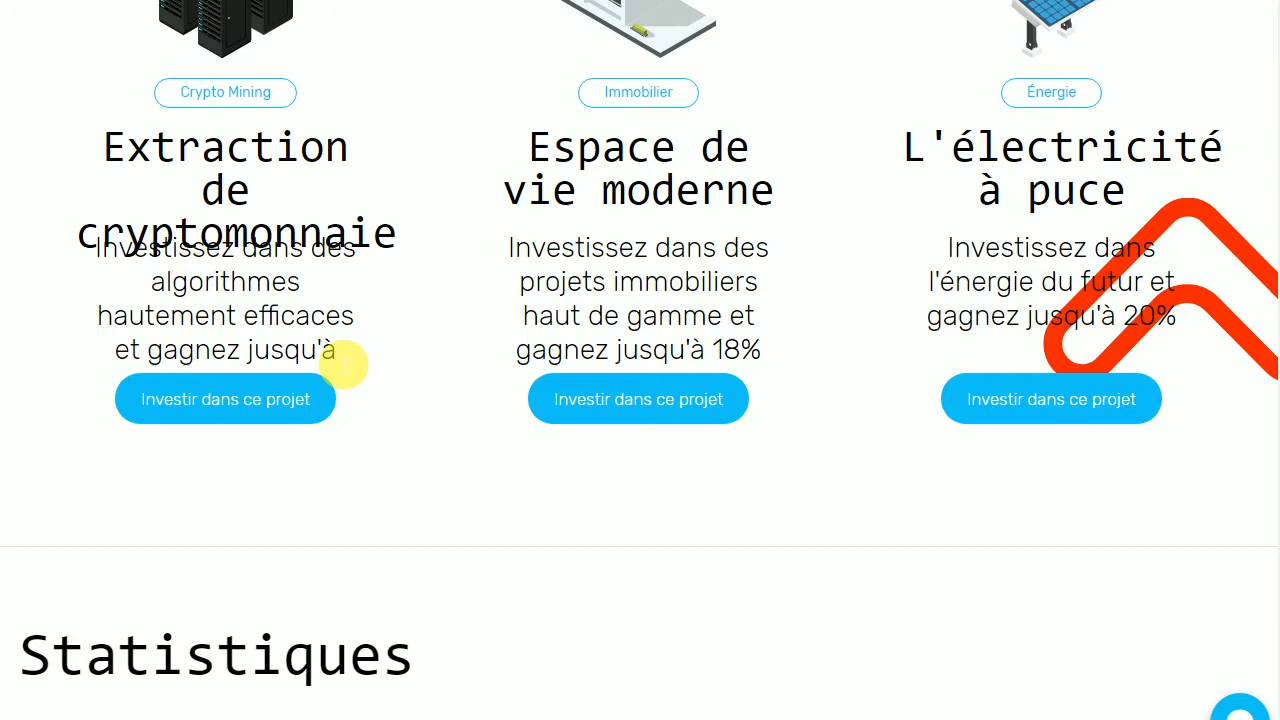 Crypto Mining
Extraction
de
cryptomonnaie
Investissez dans des
algorithmes
hautement efficaces
et gagnez jusqu'à
Investir dans ce projet
Immobilier
Espace de
vie moderne
Investissez dans des
projets immobiliers
haut de gamme et
gagnez jusqu'à 18%
Investir dans ce projet
Énergie
L'électricité
à puce
Investissez dans
l'énergie du futur et
gagnez jusqu'à 20%
Investir dans ce projet
Statistiques